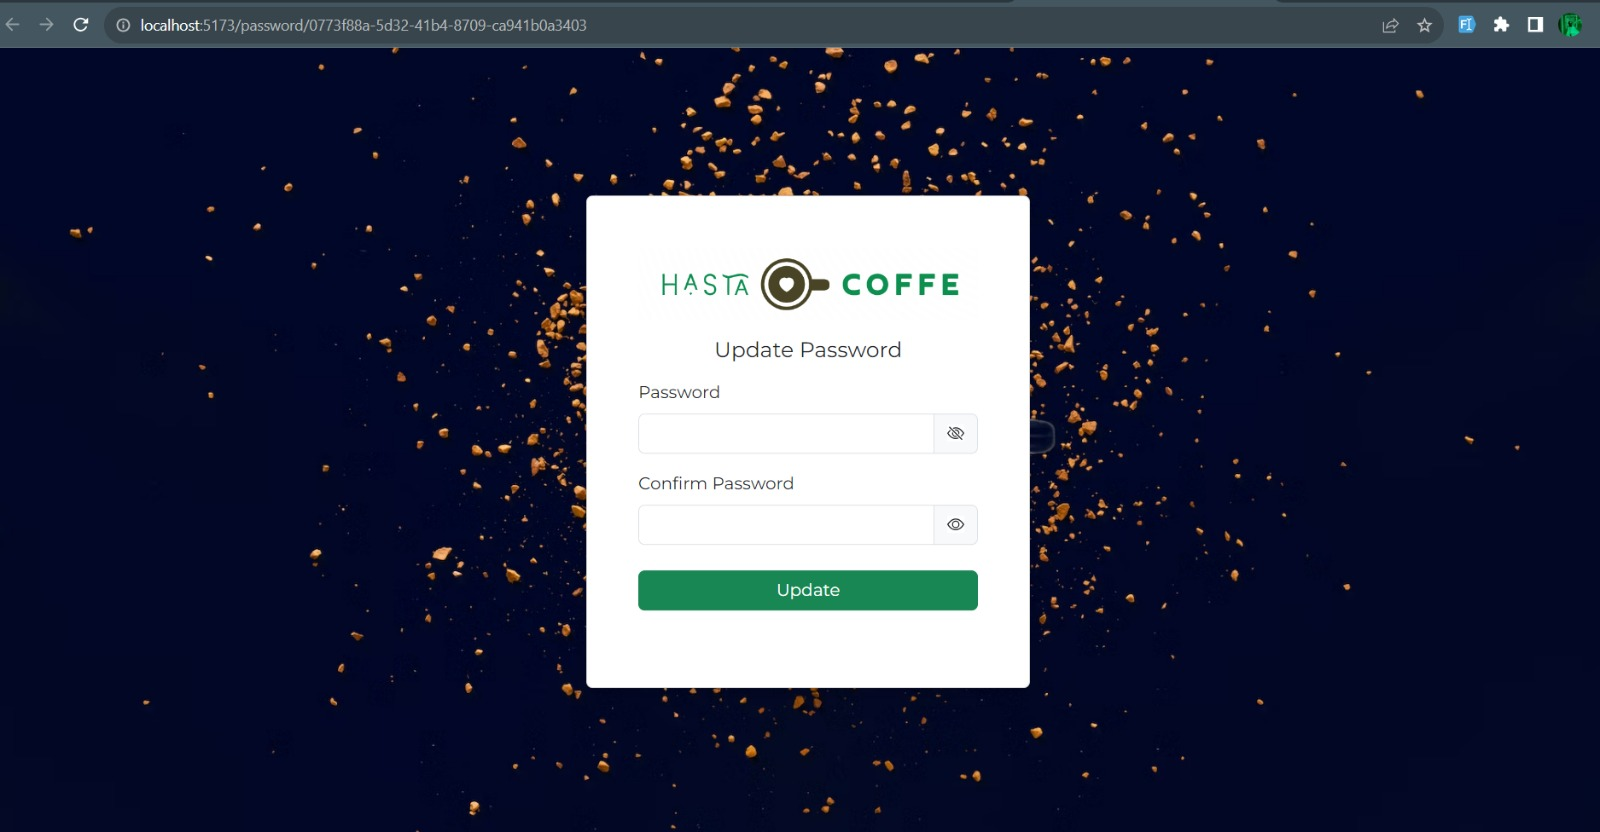 localhost:5173/password/0773f88a-5d32-41b4-8709-ca941b0a3403
HASTA COFFE
Update Password
Password
Confirm Password
Update